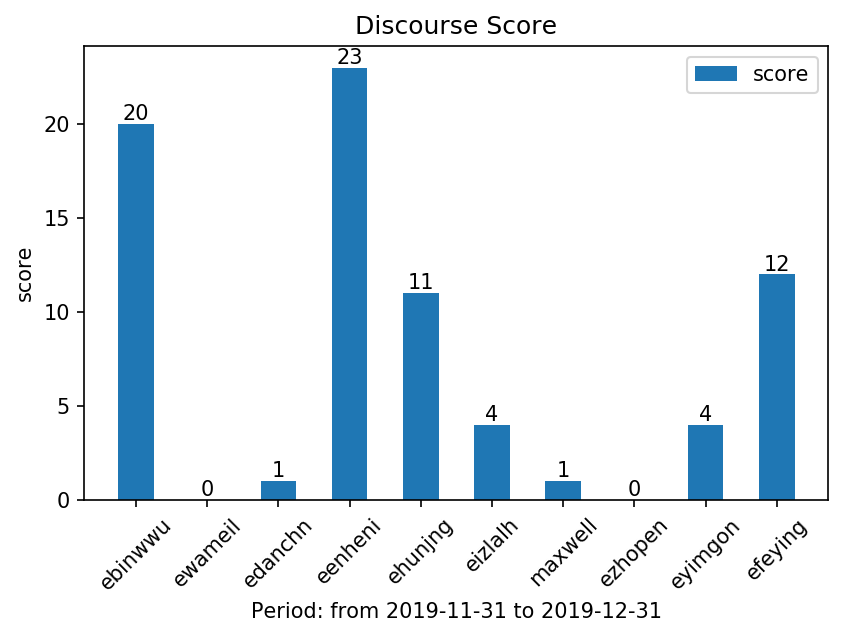 Discourse Score
score
score
20
15
10
5
0
20
0
1
23
11
4
1
0
4
12
ebinwwu
ewameil
edanchn
eenheni
ehunjng
eizlalh
maxwell
ezhopen
eyimgon
efeying
Period: from 2019-11-31 to 2019-12-31